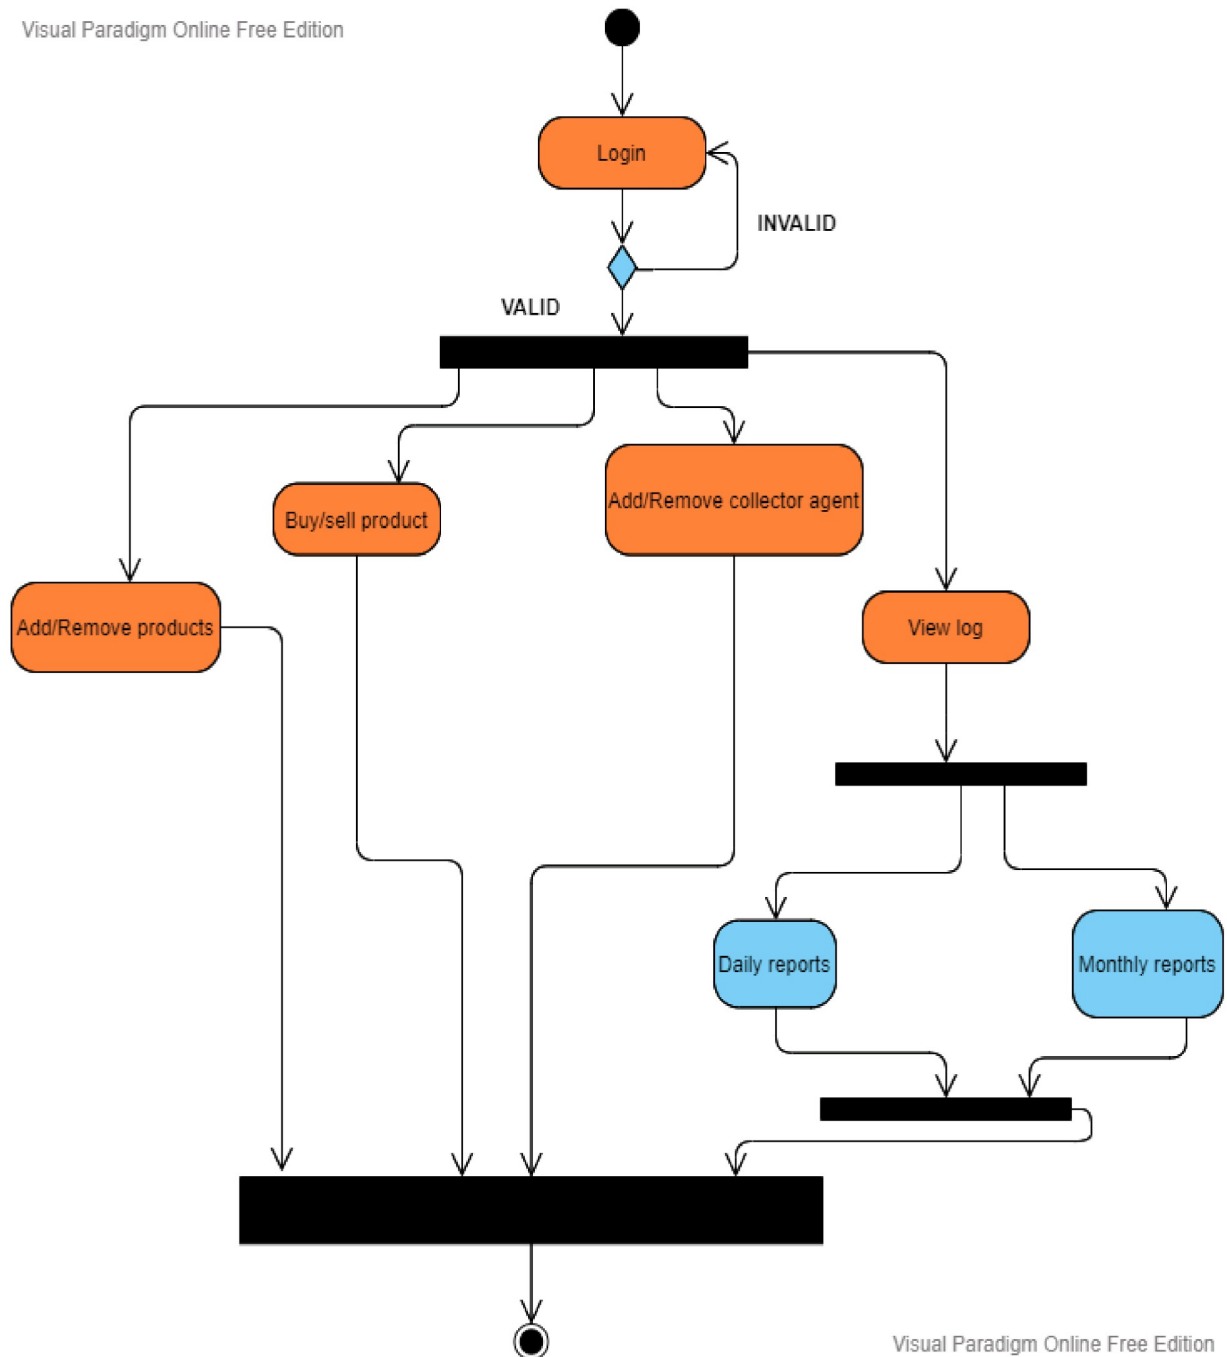 Visual Paradigm Online Free Edition
Login
INVALID
VALID
Add/Remove collector agent
Buy/sell product
Add/Remove products
View log
Daily reports
Monthly reports
Visual Paradigm Online Free Edition